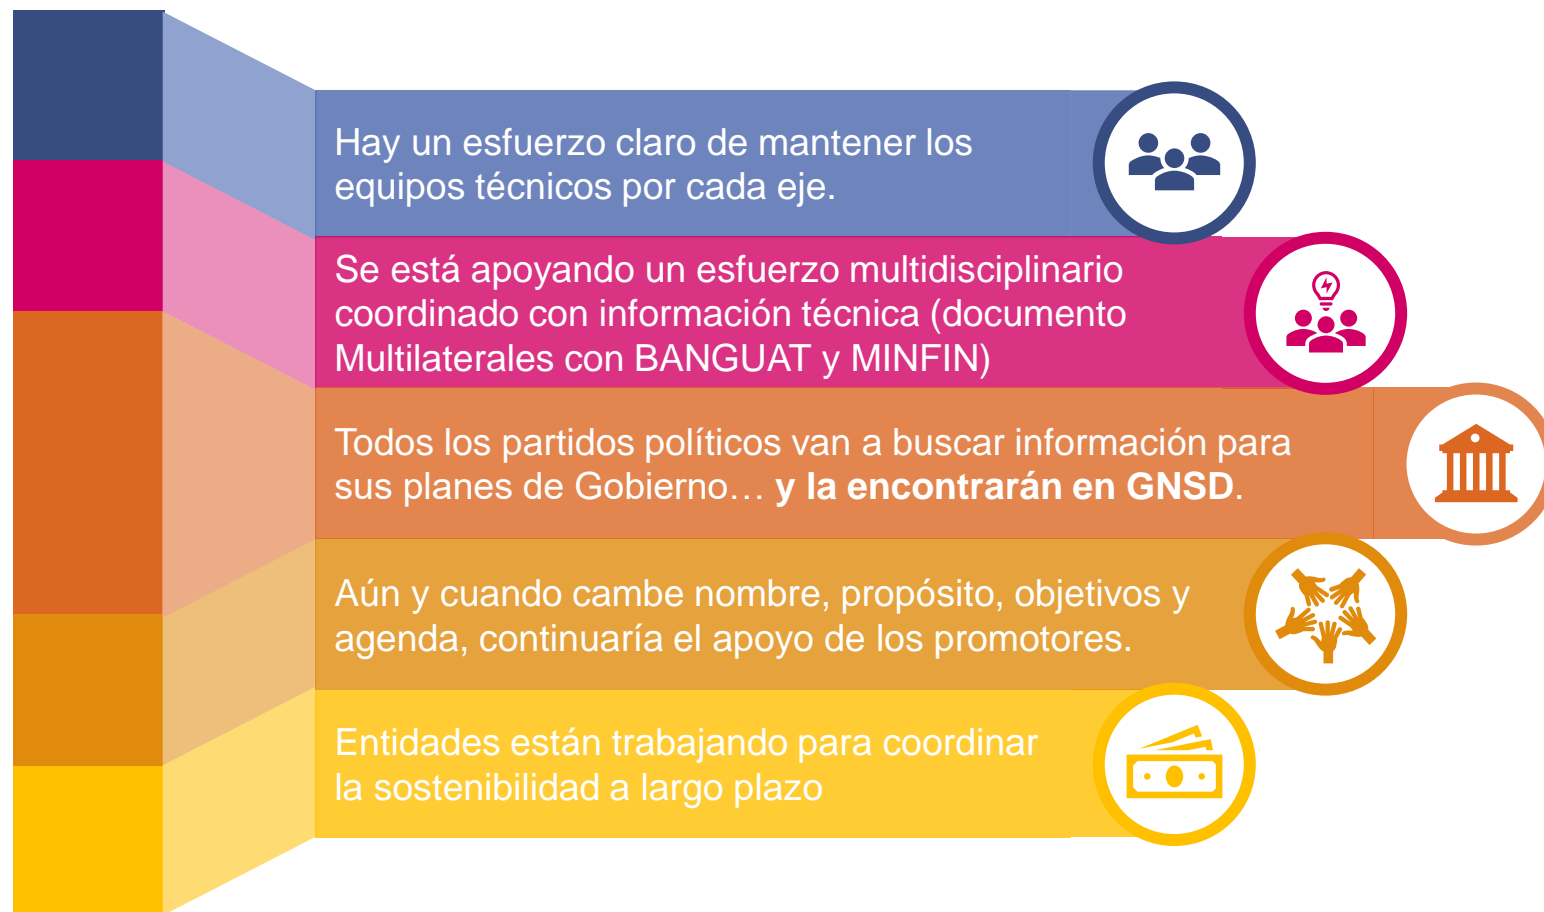 Hay un esfuerzo claro de mantener los
equipos técnicos por cada eje.
Se está apoyando un esfuerzo multidisciplinario
coordinado con información técnica (documento
Multilaterales con BANGUAT y MINFIN)
Todos los partidos políticos van a buscar información para
sus planes de Gobierno… y la encontrarán en GNSD.
Aún y cuando cambe nombre, propósito, objetivos y
agenda, continuaría el apoyo de los promotores.
Entidades están trabajando para coordinar
la sostenibilidad a largo plazo